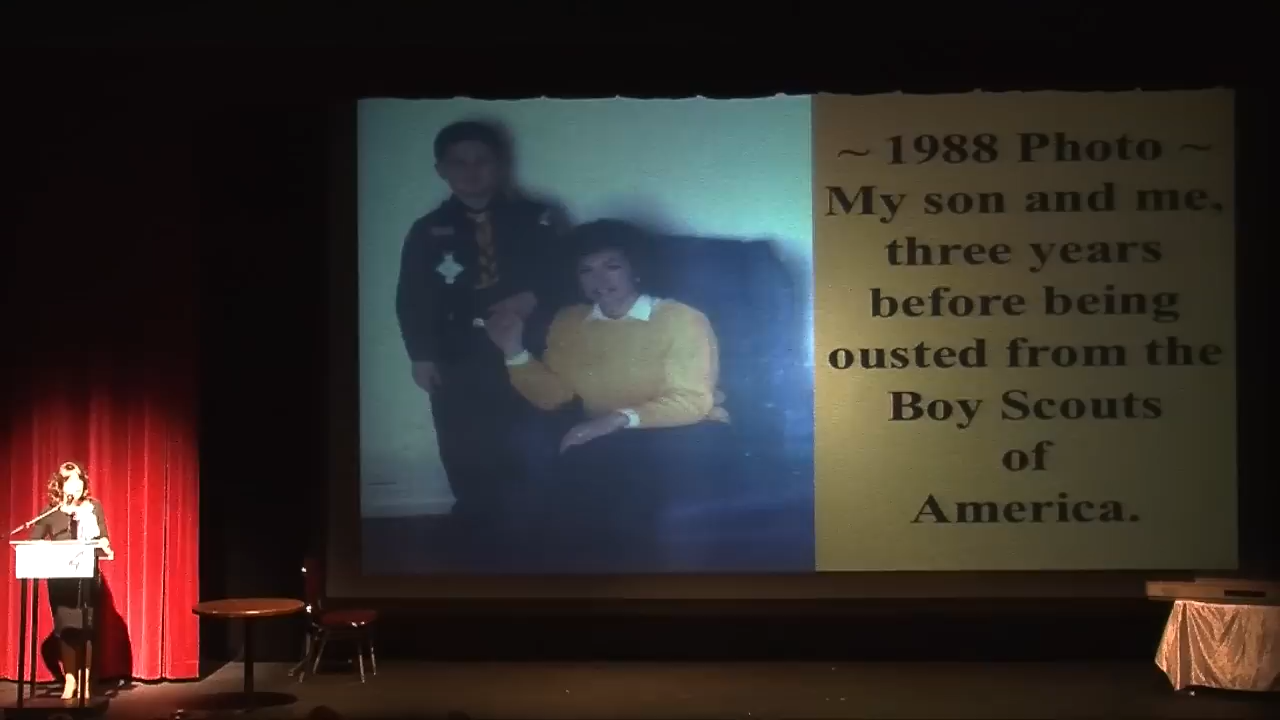 ~ 1988 Photo ~
My son and me,
three years
before being
ousted from the
Boy Scouts
of
America.